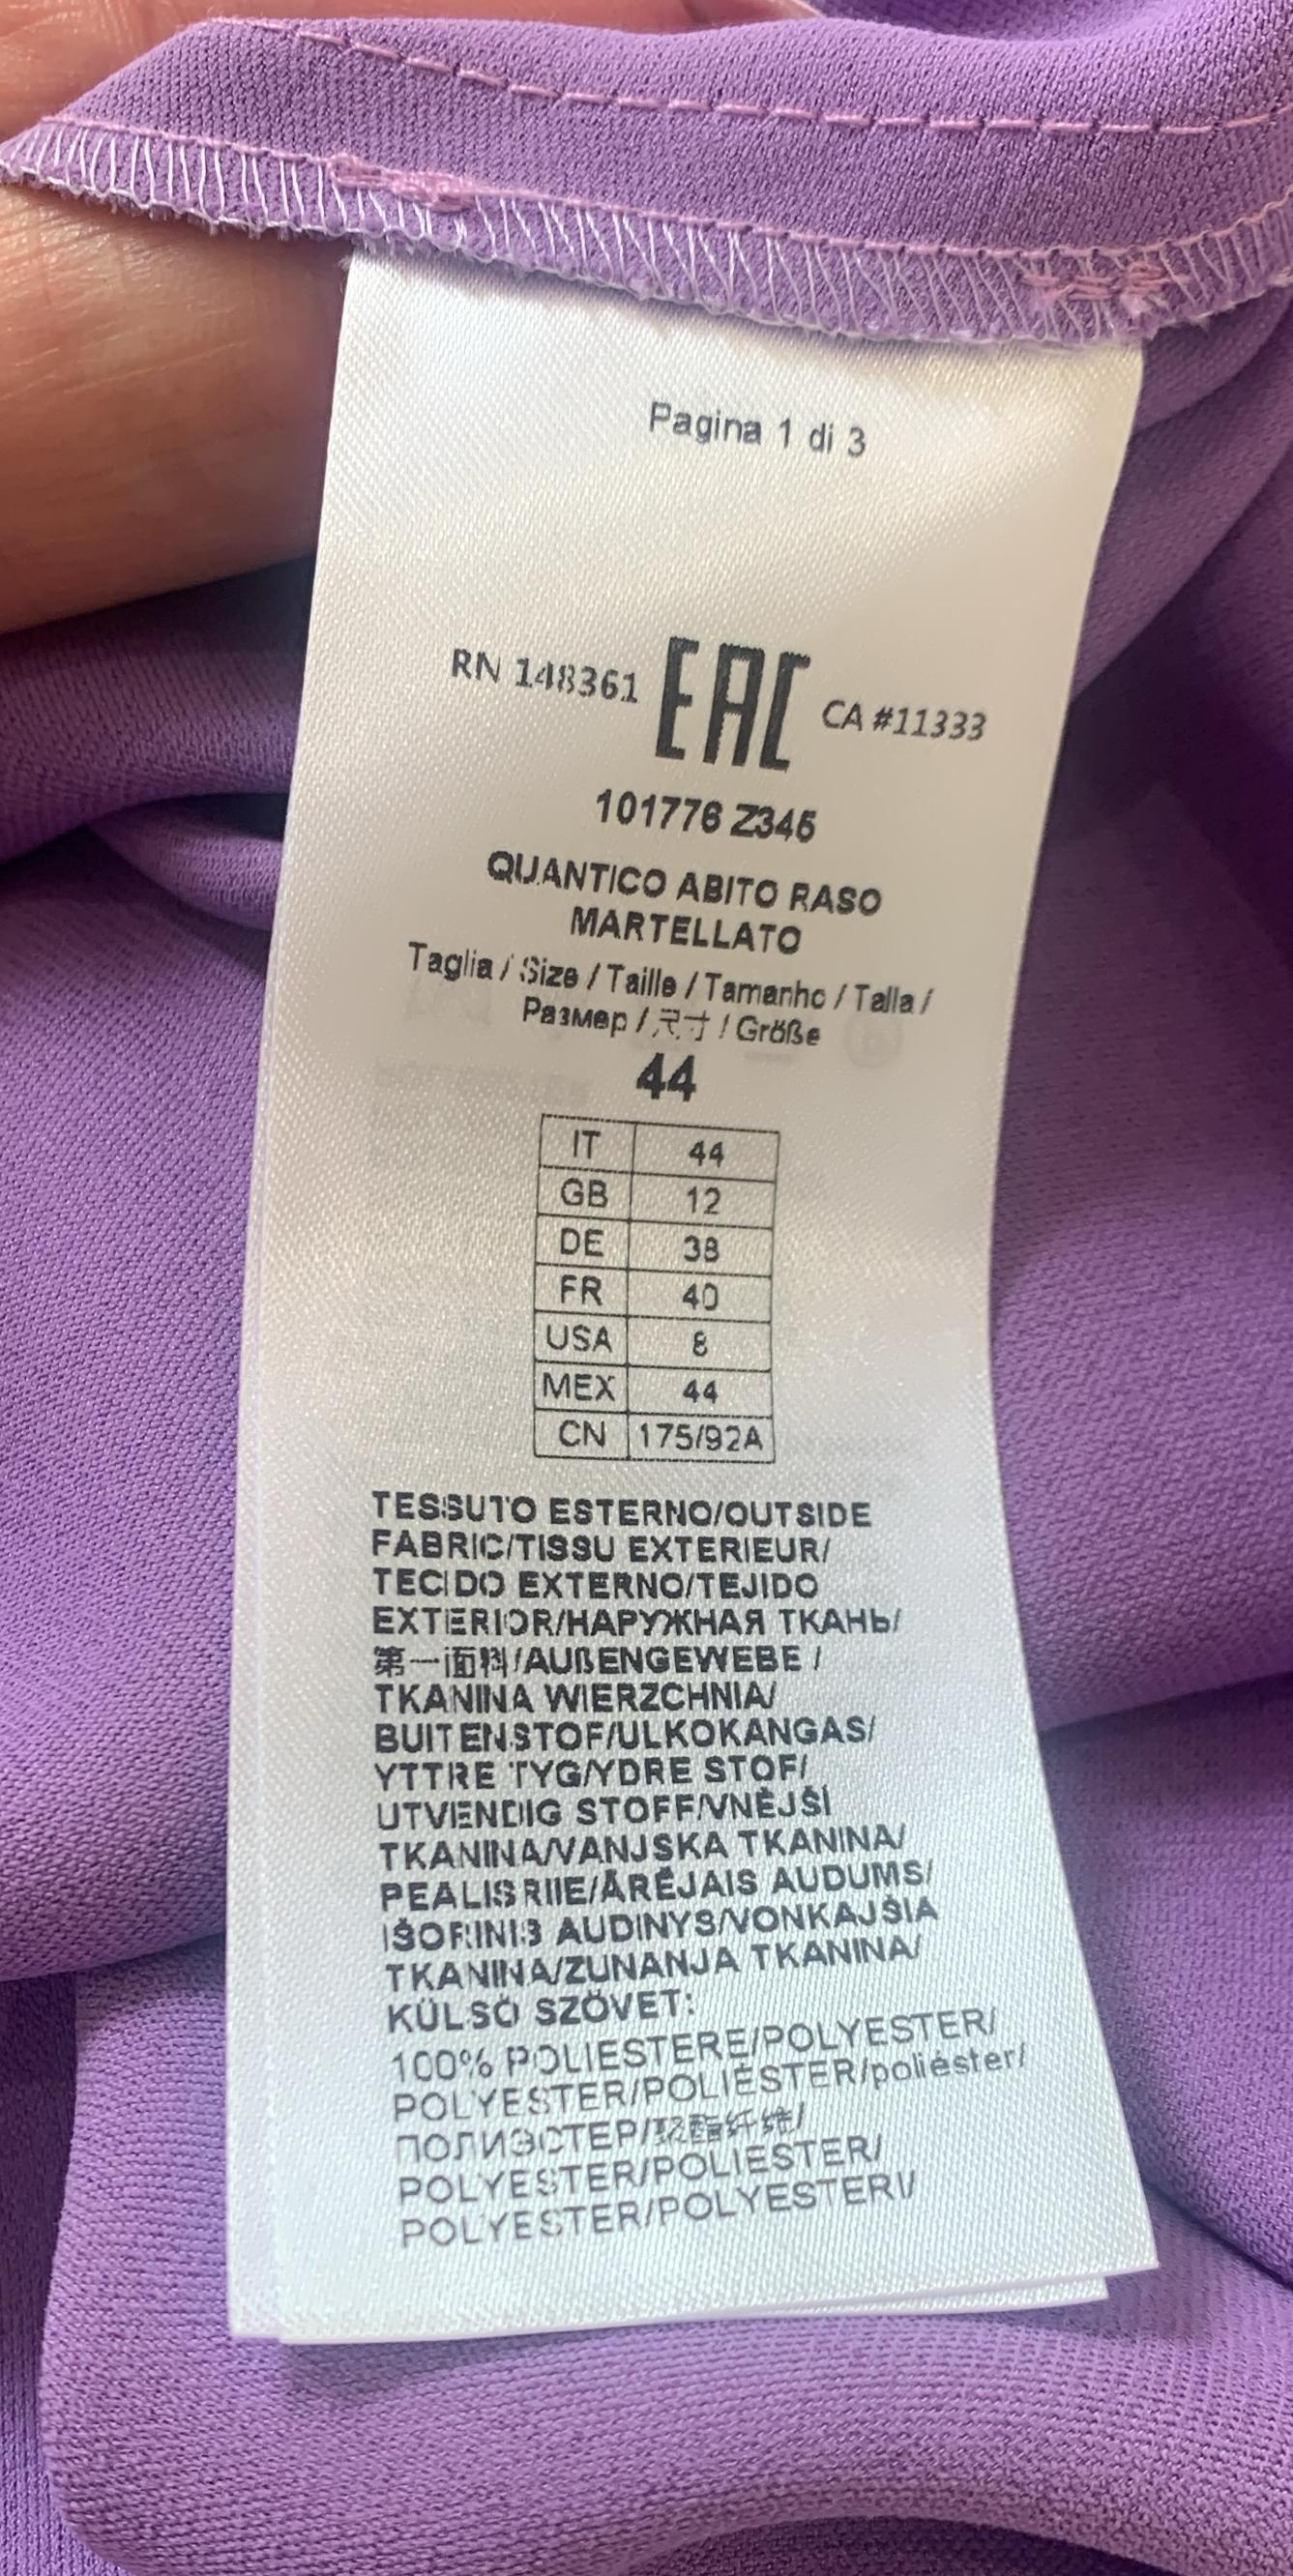 Pagina 1 di 3
RN 148361 EAC CA #11333
101776 Z345
QUANTICO ABITO RASO
MARTELLATO
Taglia / Size / Taille / Tamanho / Talla /
Размер / 尺寸 / Größe
44
IT 44
GB 12
DE 38
FR 40
USA 8
MEX 44
CN 175/92A
TESSUTO ESTERNO/OUTSIDE
FABRIC/TISSU EXTERIEUR/
TECIDO EXTERNO/TEJIDO
EXTERIOR/НАРУЖНАЯ ТКАНЬ/
第一面料/AUßENGEWEBE /
TKANINA WIERZCHNIA/
BUITENSTOF/ULKOKANGAS/
YTTRE TYG/YDRE STOF/
UTVENDIG STOFF/VNĚJŠÍ
TKANINA/VANJSKA TKANINA/
PEALISRIIE/ĀRĒJAIS AUDUMS/
IŠORINIS AUDINYS/VONKAJŠIA
TKANINA/ZUNANJA TKANINA/
KÜLSŐ SZÖVET:
100% POLIESTERE/POLYESTER/
POLYESTER/POLIÉSTER/poliéster/
ПОЛИЭСТЕР/聚酯纤维/
POLYESTER/POLIESTER/
POLYESTER/POLYESTERI/